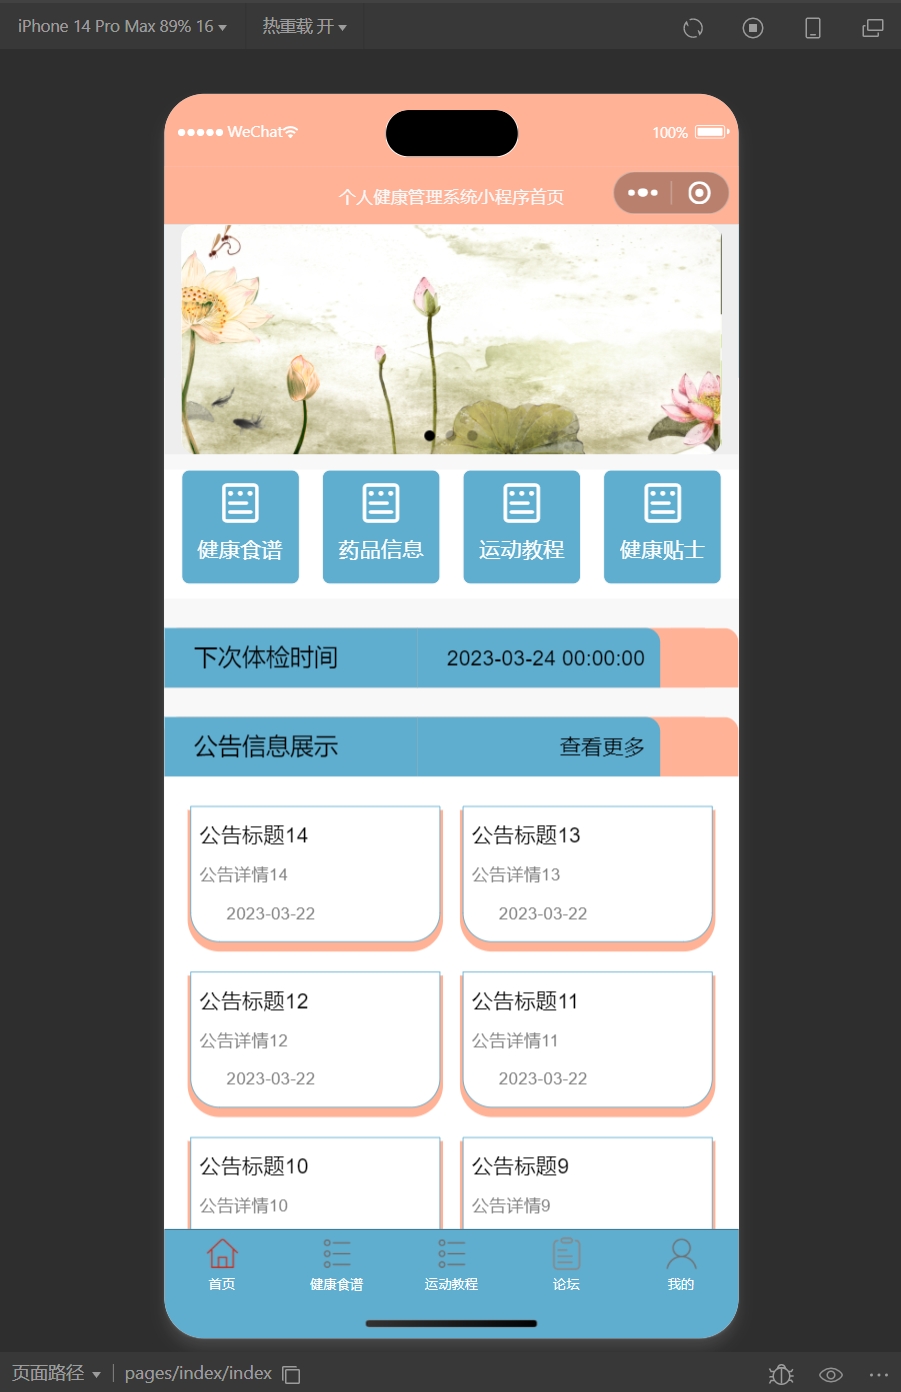 iPhone 14 Pro Max 89% 16 热重载 开
WeChat 100%
个人健康管理系统小程序首页
健康食谱 药品信息 运动教程 健康贴士
下次体检时间 2023-03-24 00:00:00
公告信息展示 查看更多
公告标题14 公告标题13
公告详情14 公告详情13
2023-03-22 2023-03-22
公告标题12 公告标题11
公告详情12 公告详情11
2023-03-22 2023-03-22
公告标题10 公告标题9
公告详情10 公告详情9
首页 健康食谱 运动教程 论坛 我的
页面路径 pages/index/index